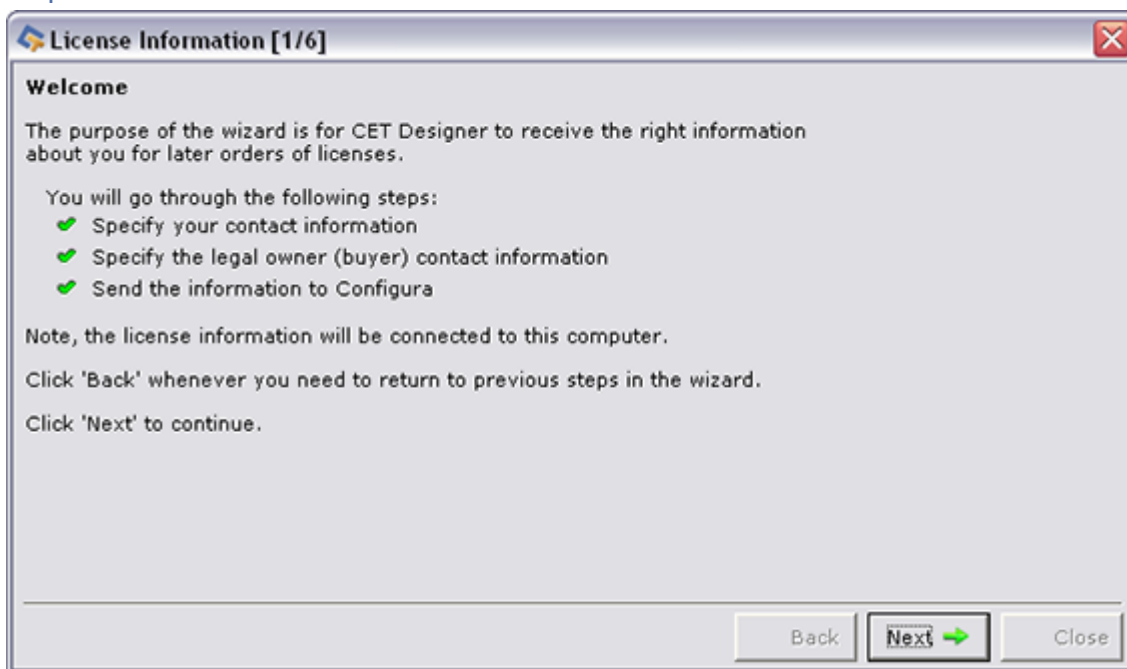 License Information [1/6]
Welcome
The purpose of the wizard is for CET Designer to receive the right information
about you for later orders of licenses.
You will go through the following steps:
Specify your contact information
Specify the legal owner (buyer) contact information
Send the information to Configura
Note, the license information will be connected to this computer.
Click 'Back' whenever you need to return to previous steps in the wizard.
Click 'Next' to continue.
Back Next Close